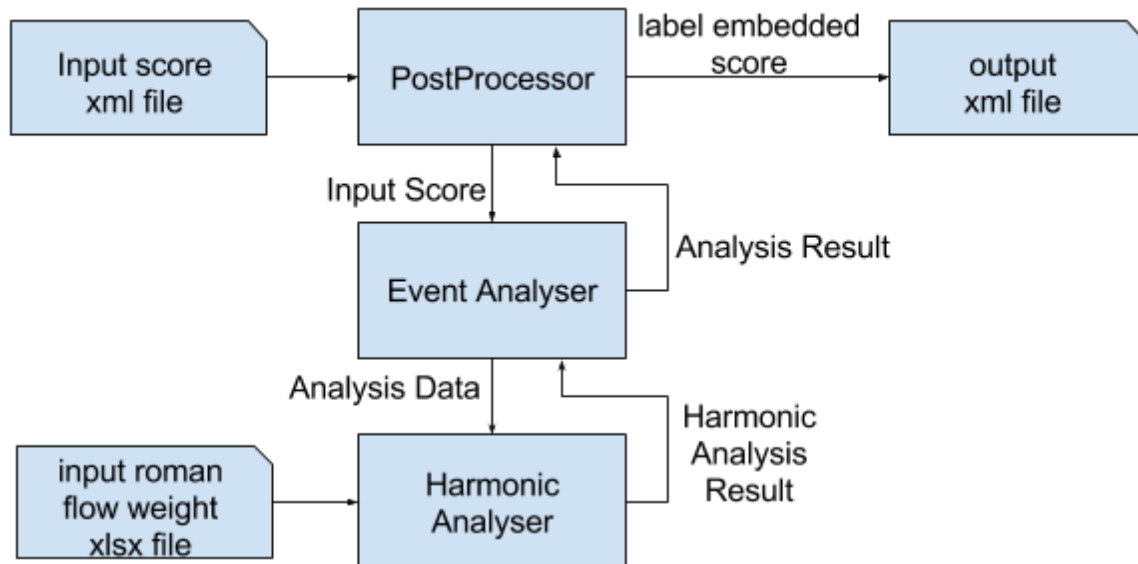 Input score
xml file
PostProcessor
label embedded
score
output
xml file
Input Score
Analysis Result
Event Analyser
Analysis Data
Harmonic
Analysis
Result
input roman
flow weight
xlsx file
Harmonic
Analyser